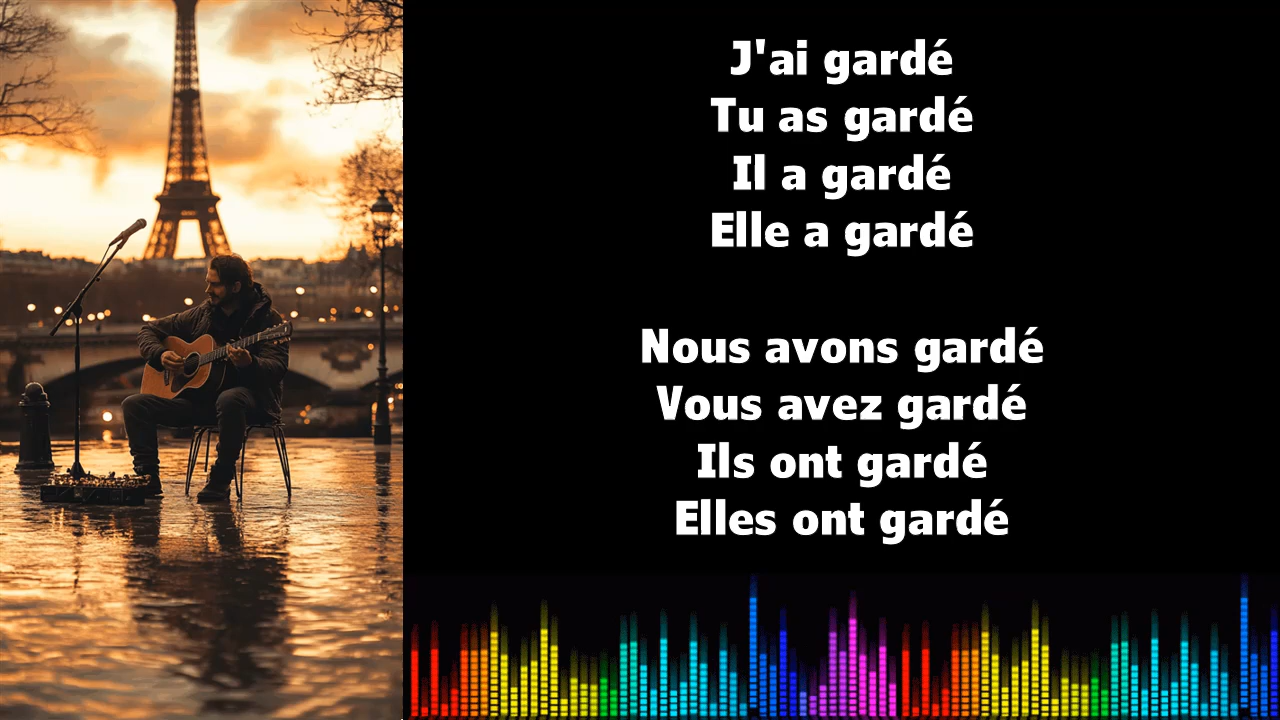 J'ai gardé
Tu as gardé
Il a gardé
Elle a gardé
Nous avons gardé
Vous avez gardé
Ils ont gardé
Elles ont gardé